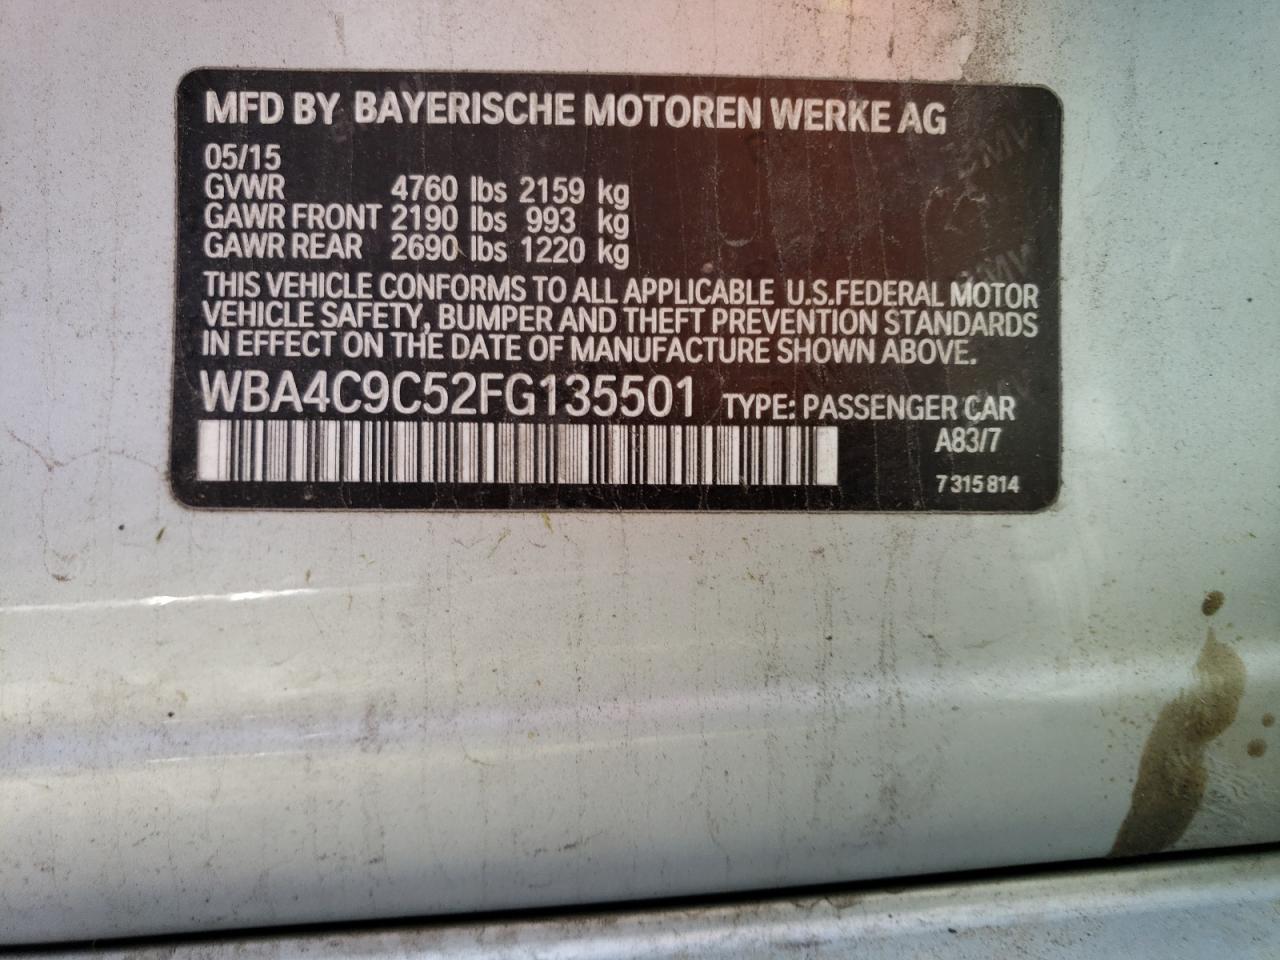 MFD BY BAYERISCHE MOTOREN WERKE AG
05/15
GVWR 4760 lbs 2159 kg
GAWR FRONT 2190 lbs 993 kg
GAWR REAR 2690 lbs 1220 kg
THIS VEHICLE CONFORMS TO ALL APPLICABLE U.S.FEDERAL MOTOR
VEHICLE SAFETY, BUMPER AND THEFT PREVENTION STANDARDS
IN EFFECT ON THE DATE OF MANUFACTURE SHOWN ABOVE.
WBA4C9C52FG135501 TYPE: PASSENGER CAR
A83/7
7 315 814